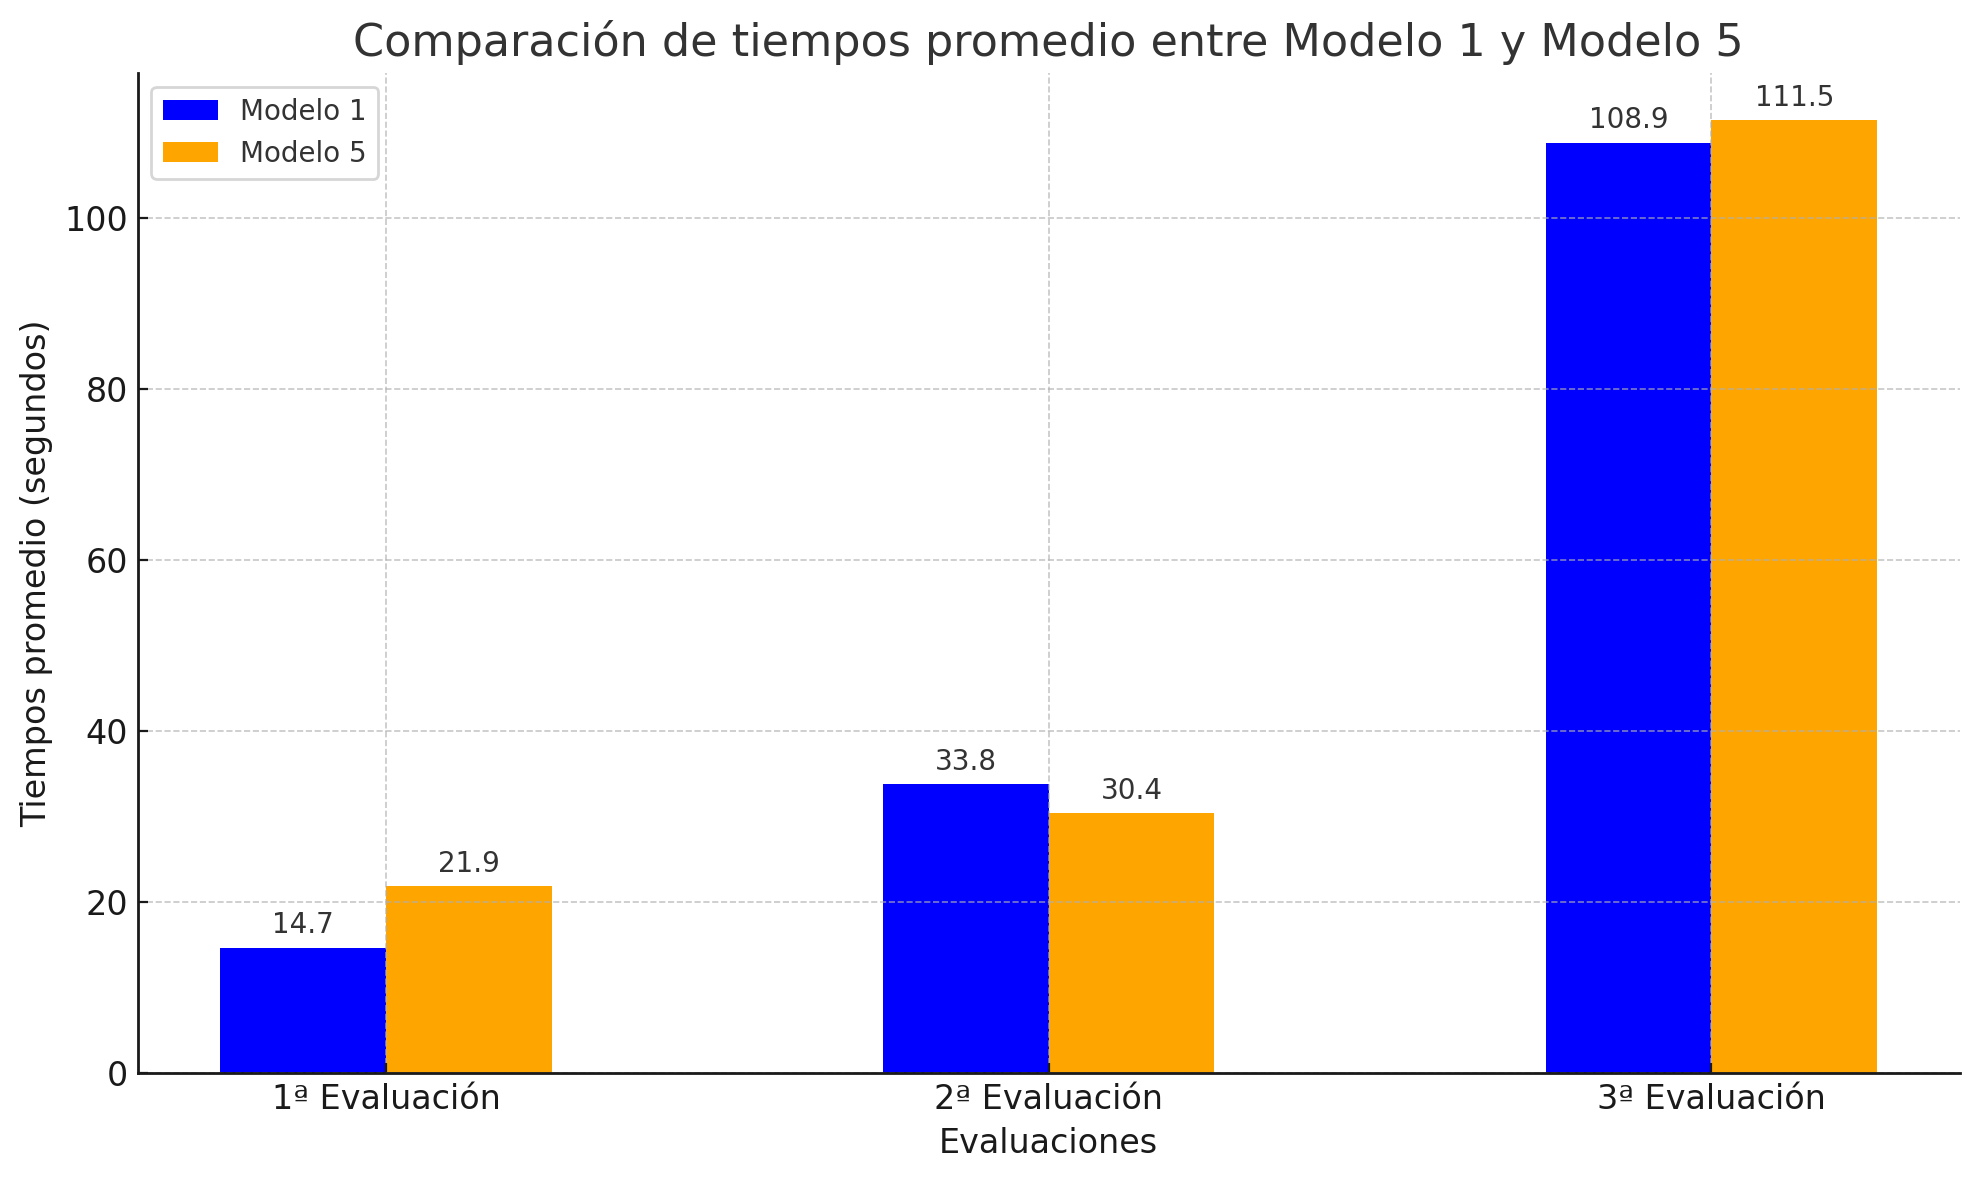 Comparación de tiempos promedio entre Modelo 1 y Modelo 5
Modelo 1
Modelo 5
Tiempos promedio (segundos)
100
80
60
40
20
0
14.7
21.9
33.8
30.4
108.9
111.5
1ª Evaluación
2ª Evaluación
3ª Evaluación
Evaluaciones